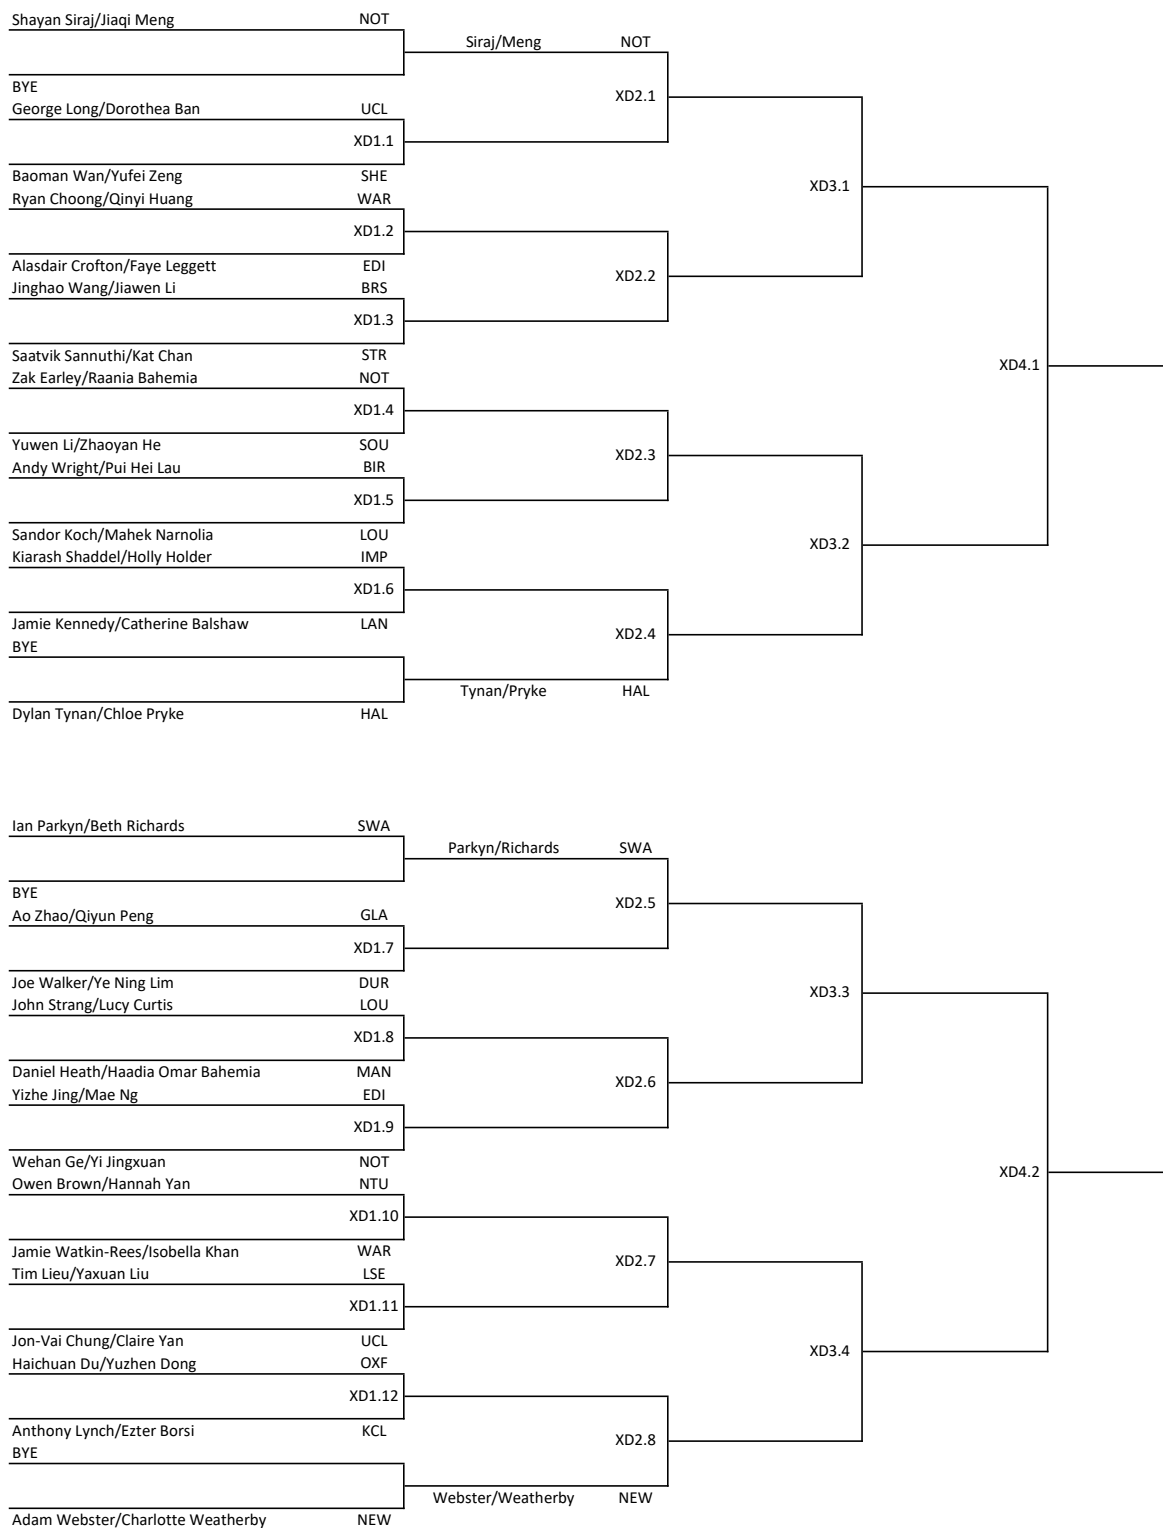 Shayan Siraj/Jiaqi Meng NOT
Siraj/Meng NOT
BYE
XD2.1
George Long/Dorothea Ban UCL
XD1.1
Baoman Wan/Yufei Zeng SHE
XD3.1
Ryan Choong/Qinyi Huang WAR
XD1.2
Alasdair Crofton/Faye Leggett EDI
XD2.2
Jinghao Wang/Jiawen Li BRS
XD1.3
Saatvik Sannuthi/Kat Chan STR
XD4.1
Zak Earley/Raania Bahemia NOT
XD1.4
Yuwen Li/Zhaoyan He SOU
XD2.3
Andy Wright/Pui Hei Lau BIR
XD1.5
Sandor Koch/Mahek Narnolia LOU
XD3.2
Kiarash Shaddel/Holly Holder IMP
XD1.6
Jamie Kennedy/Catherine Balshaw LAN
XD2.4
BYE
Tynan/Pryke HAL
Dylan Tynan/Chloe Pryke HAL
Ian Parkyn/Beth Richards SWA
Parkyn/Richards SWA
BYE
XD2.5
Ao Zhao/Qiyun Peng GLA
XD1.7
Joe Walker/Ye Ning Lim DUR
XD3.3
John Strang/Lucy Curtis LOU
XD1.8
Daniel Heath/Haadia Omar Bahemia MAN
XD2.6
Yizhe Jing/Mae Ng EDI
XD1.9
Wehan Ge/Yi Jingxuan NOT
XD4.2
Owen Brown/Hannah Yan NTU
XD1.10
Jamie Watkin-Rees/Isobella Khan WAR
XD2.7
Tim Lieu/Yaxuan Liu LSE
XD1.11
Jon-Vai Chung/Claire Yan UCL
XD3.4
Haichuan Du/Yuzhen Dong OXF
XD1.12
Anthony Lynch/Ezter Borsi KCL
XD2.8
BYE
Webster/Weatherby NEW
Adam Webster/Charlotte Weatherby NEW